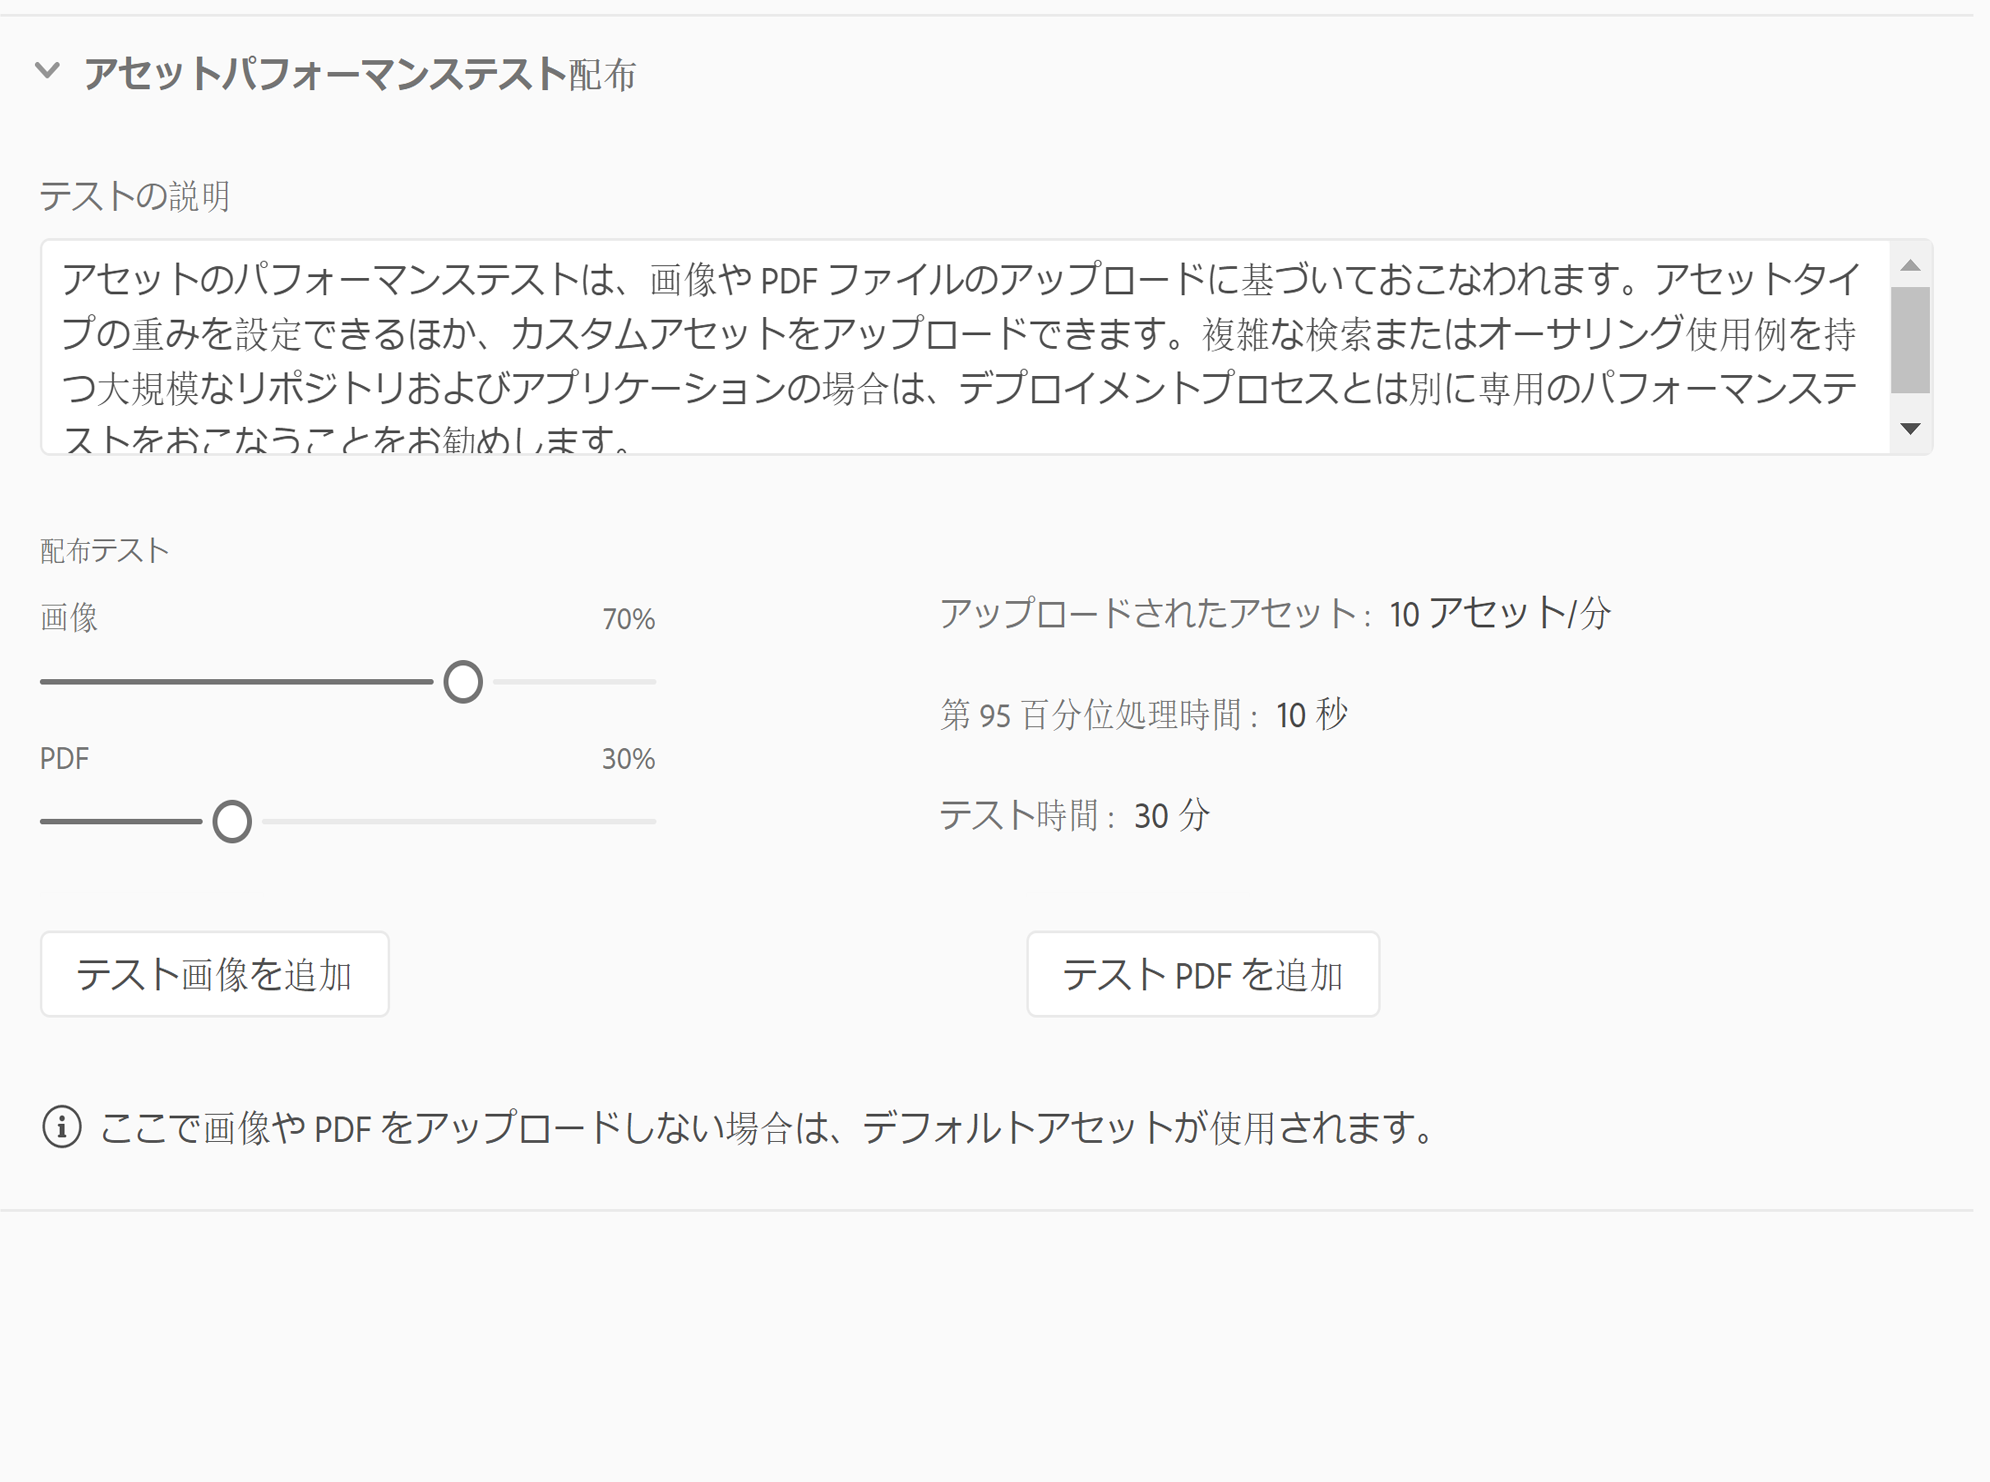 アセットパフォーマンステスト配布
テストの説明
アセットのパフォーマンステストは、画像や PDF ファイルのアップロードに基づいておこなわれます。アセットタイ
プの重みを設定できるほか、カスタムアセットをアップロードできます。複雑な検索またはオーサリング使用例を持
つ大規模なリポジトリおよびアプリケーションの場合は、デプロイメントプロセスとは別に専用のパフォーマンステ
ストをおこなうことをお勧めします。
配布テスト
画像 70%
アップロードされたアセット : 10 アセット/分
第 95 百分位処理時間 : 10 秒
PDF 30%
テスト時間 : 30 分
テスト画像を追加
テスト PDF を追加
ここで画像や PDF をアップロードしない場合は、デフォルトアセットが使用されます。